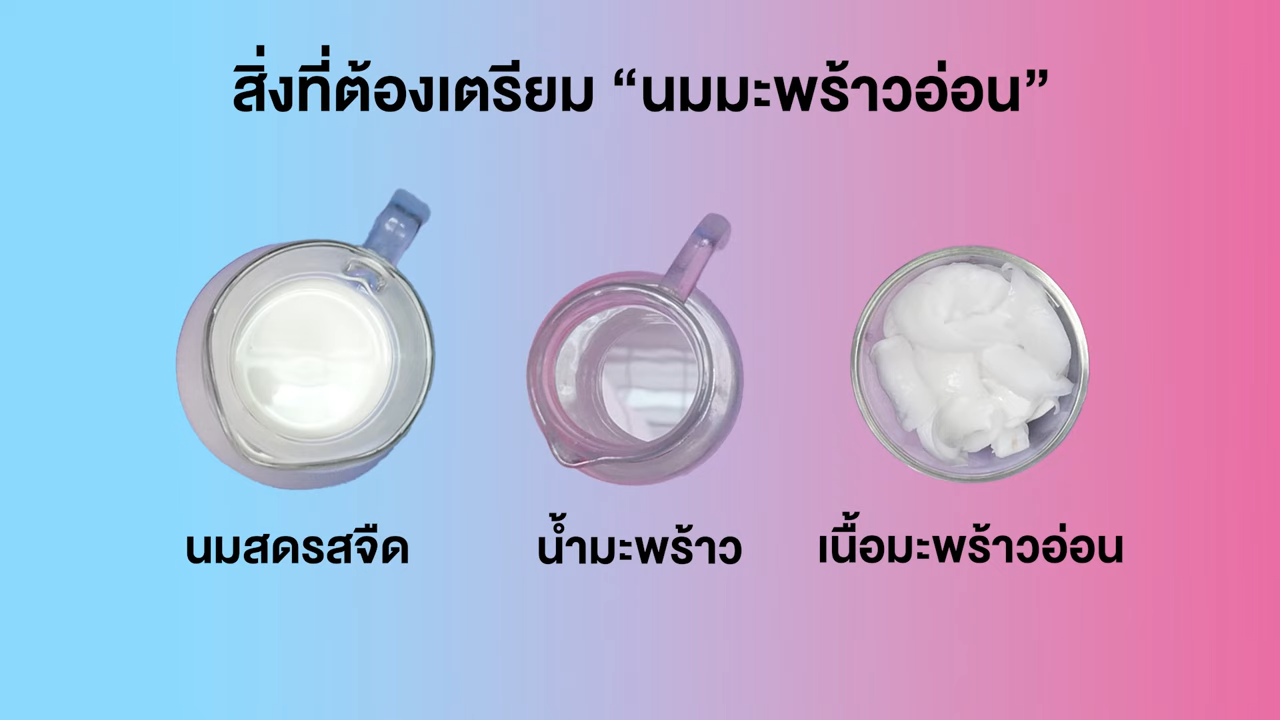 สิ่งที่ต้องเตรียม “นมมะพร้าวอ่อน”
นมสดรสจืด
น้ำมะพร้าว
เนื้อมะพร้าวอ่อน